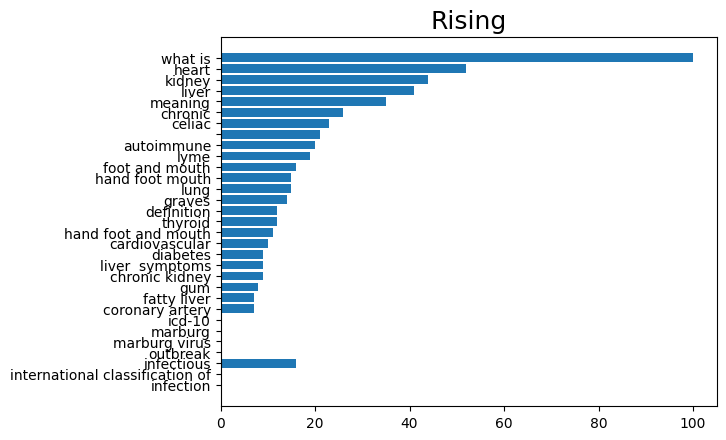 Rising
what is
heart
kidney
liver
meaning
chronic
celiac
autoimmune
lyme
foot and mouth
hand foot mouth
lung
graves
definition
thyroid
hand foot and mouth
cardiovascular
diabetes
liver  symptoms
chronic kidney
gum
fatty liver
coronary artery
icd-10
marburg
marburg virus
outbreak
infectious
international classification of
infection
0 20 40 60 80 100